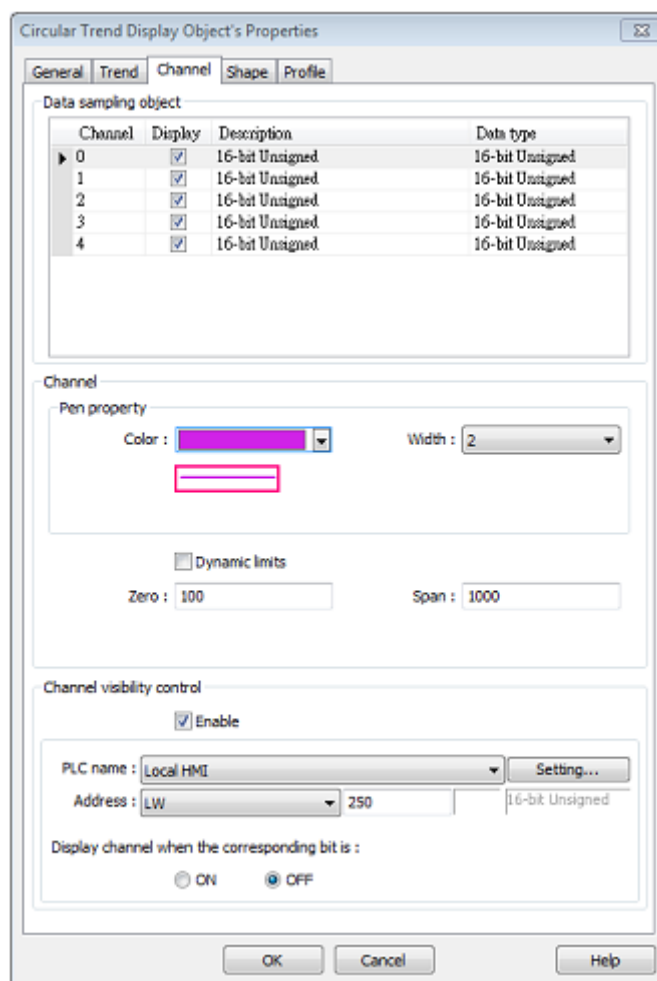 Circular Trend Display Object's Properties
General Trend Channel Shape Profile
Data sampling object
Channel Display Description Data type
0 16-bit Unsigned 16-bit Unsigned
1 16-bit Unsigned 16-bit Unsigned
2 16-bit Unsigned 16-bit Unsigned
3 16-bit Unsigned 16-bit Unsigned
4 16-bit Unsigned 16-bit Unsigned
Channel
Pen property
Color : Width : 2
Dynamic limits
Zero : 100 Span : 1000
Channel visibility control
Enable
PLC name : Local HMI Setting...
Address : LW 250 16-bit Unsigned
Display channel when the corresponding bit is :
ON OFF
OK Cancel Help